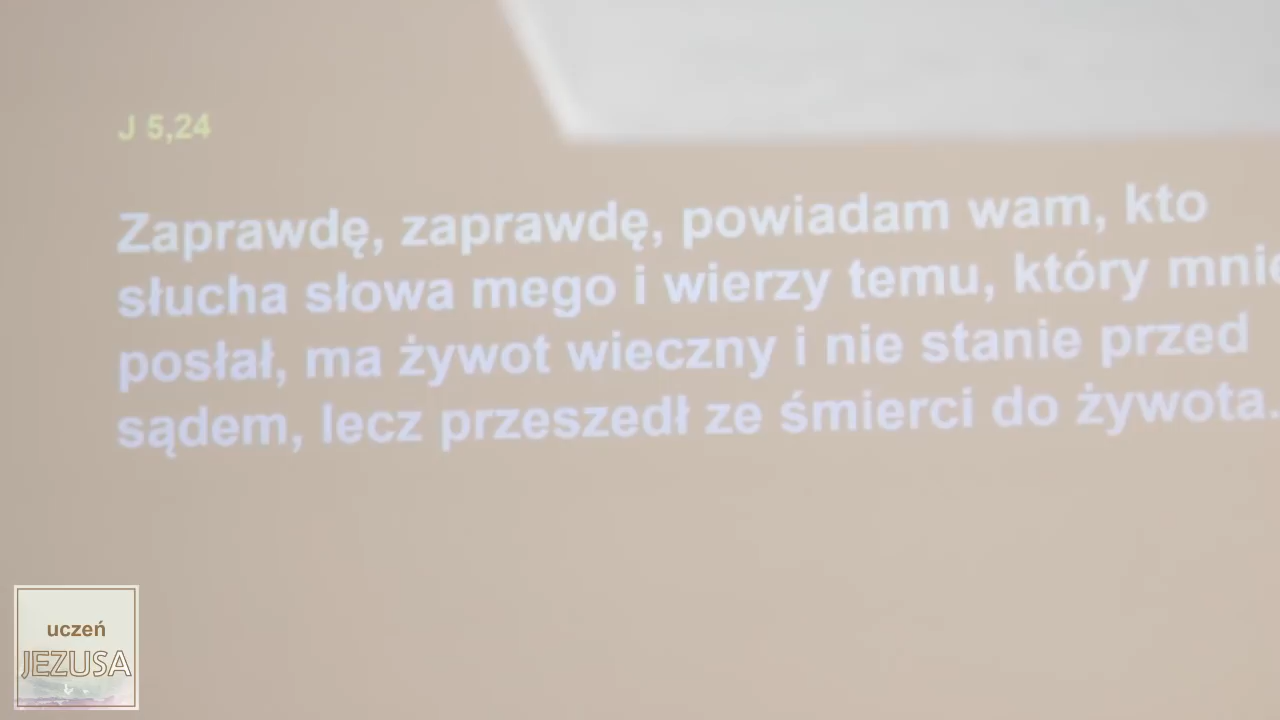 J 5,24
Zaprawdę, zaprawdę, powiadam wam, kto
słucha słowa mego i wierzy temu, który
posłał, ma żywot wieczny i nie stanie przed
sądem, lecz przeszedł ze śmierci do żywota.
uczeń
JEZUSA